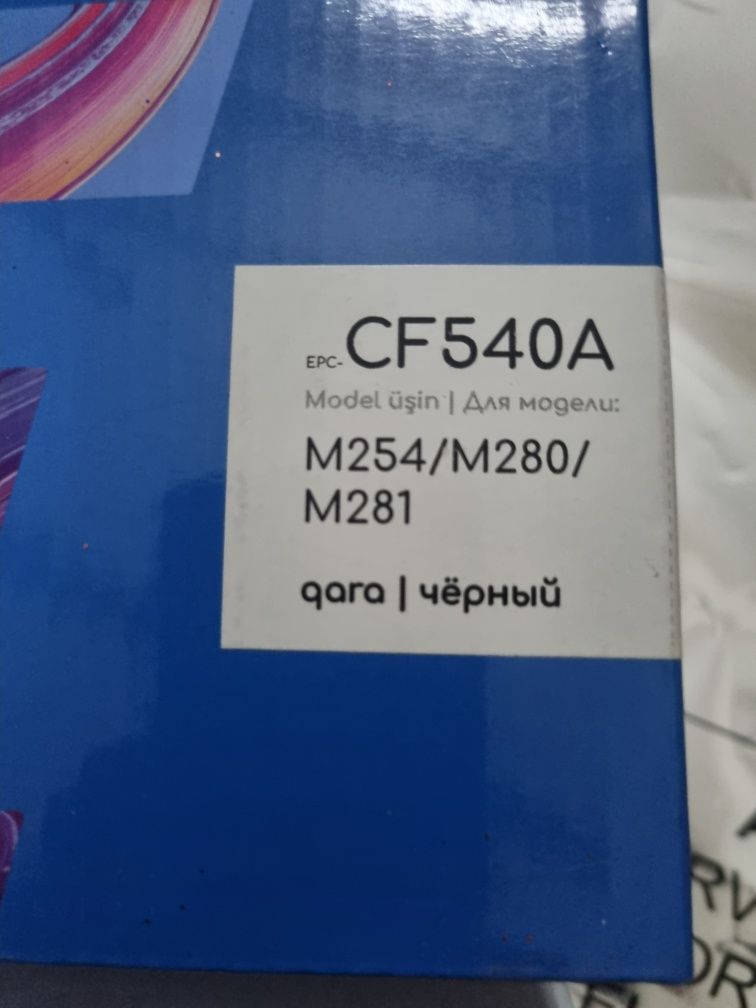 EPC-CF540A
Model üşin | Для модели:
M254/M280/
M281
qara | чёрный